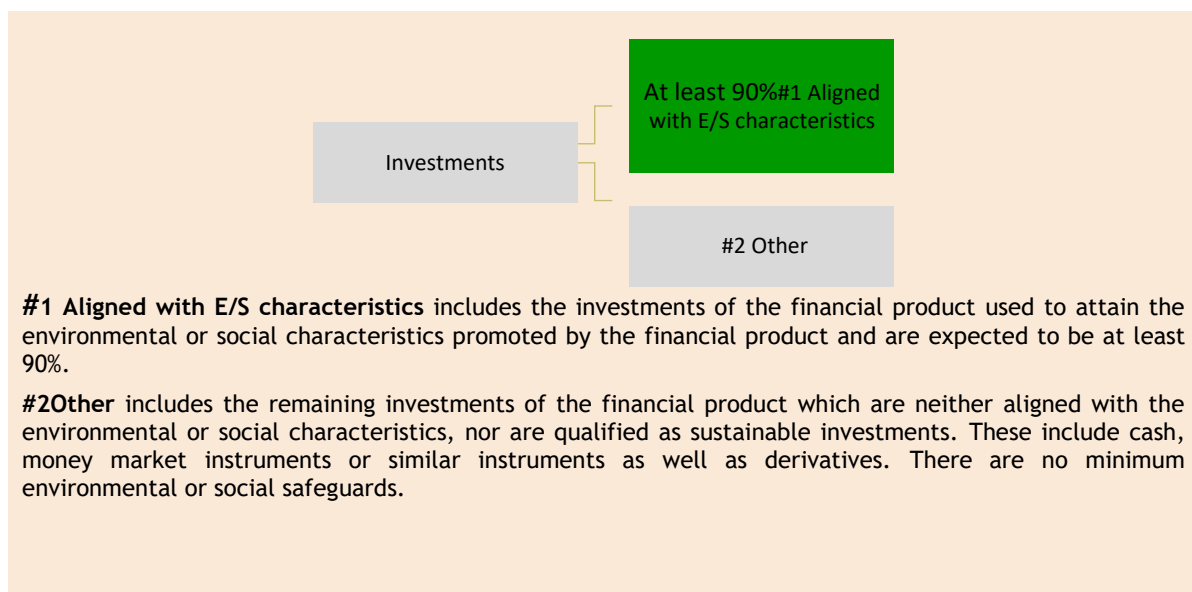 At least 90%#1 Aligned
with E/S characteristics
Investments
#2 Other
#1 Aligned with E/S characteristics includes the investments of the financial product used to attain the
environmental or social characteristics promoted by the financial product and are expected to be at least
90%.
#2Other includes the remaining investments of the financial product which are neither aligned with the
environmental or social characteristics, nor are qualified as sustainable investments. These include cash,
money market instruments or similar instruments as well as derivatives. There are no minimum
environmental or social safeguards.